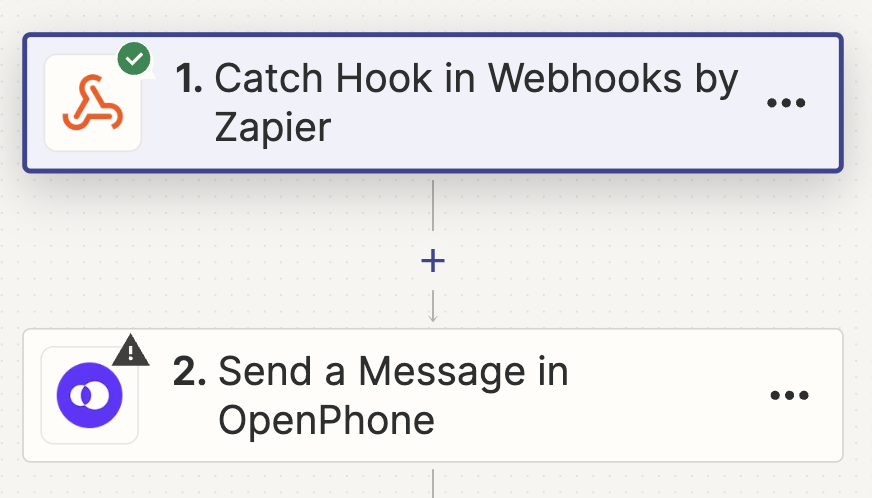 1. Catch Hook in Webhooks by
Zapier
2. Send a Message in
OpenPhone